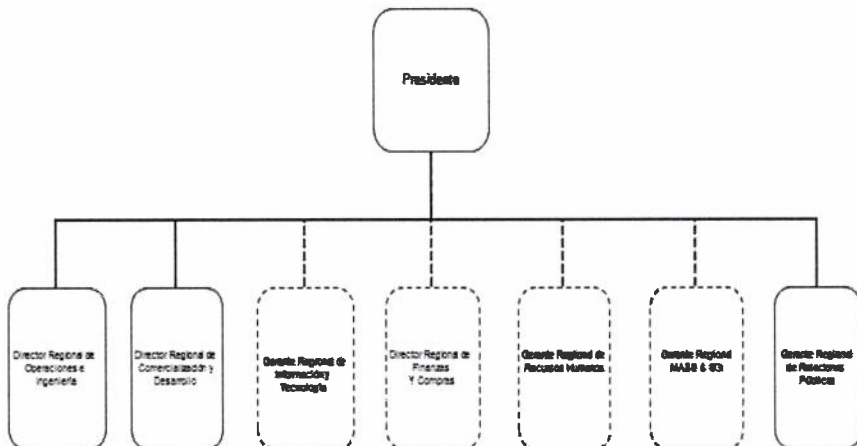 Presidente
Director Regional de
Operaciones e
Ingeniería
Director Regional de
Comercialización y
Desarrollo
Gerente Regional de
Información y
Tecnología
Director Regional de
Finanzas
Y Compras
Gerente Regional de
Recursos Humanos
Gerente Regional
Gerente Regional
de Relaciones
Públicas